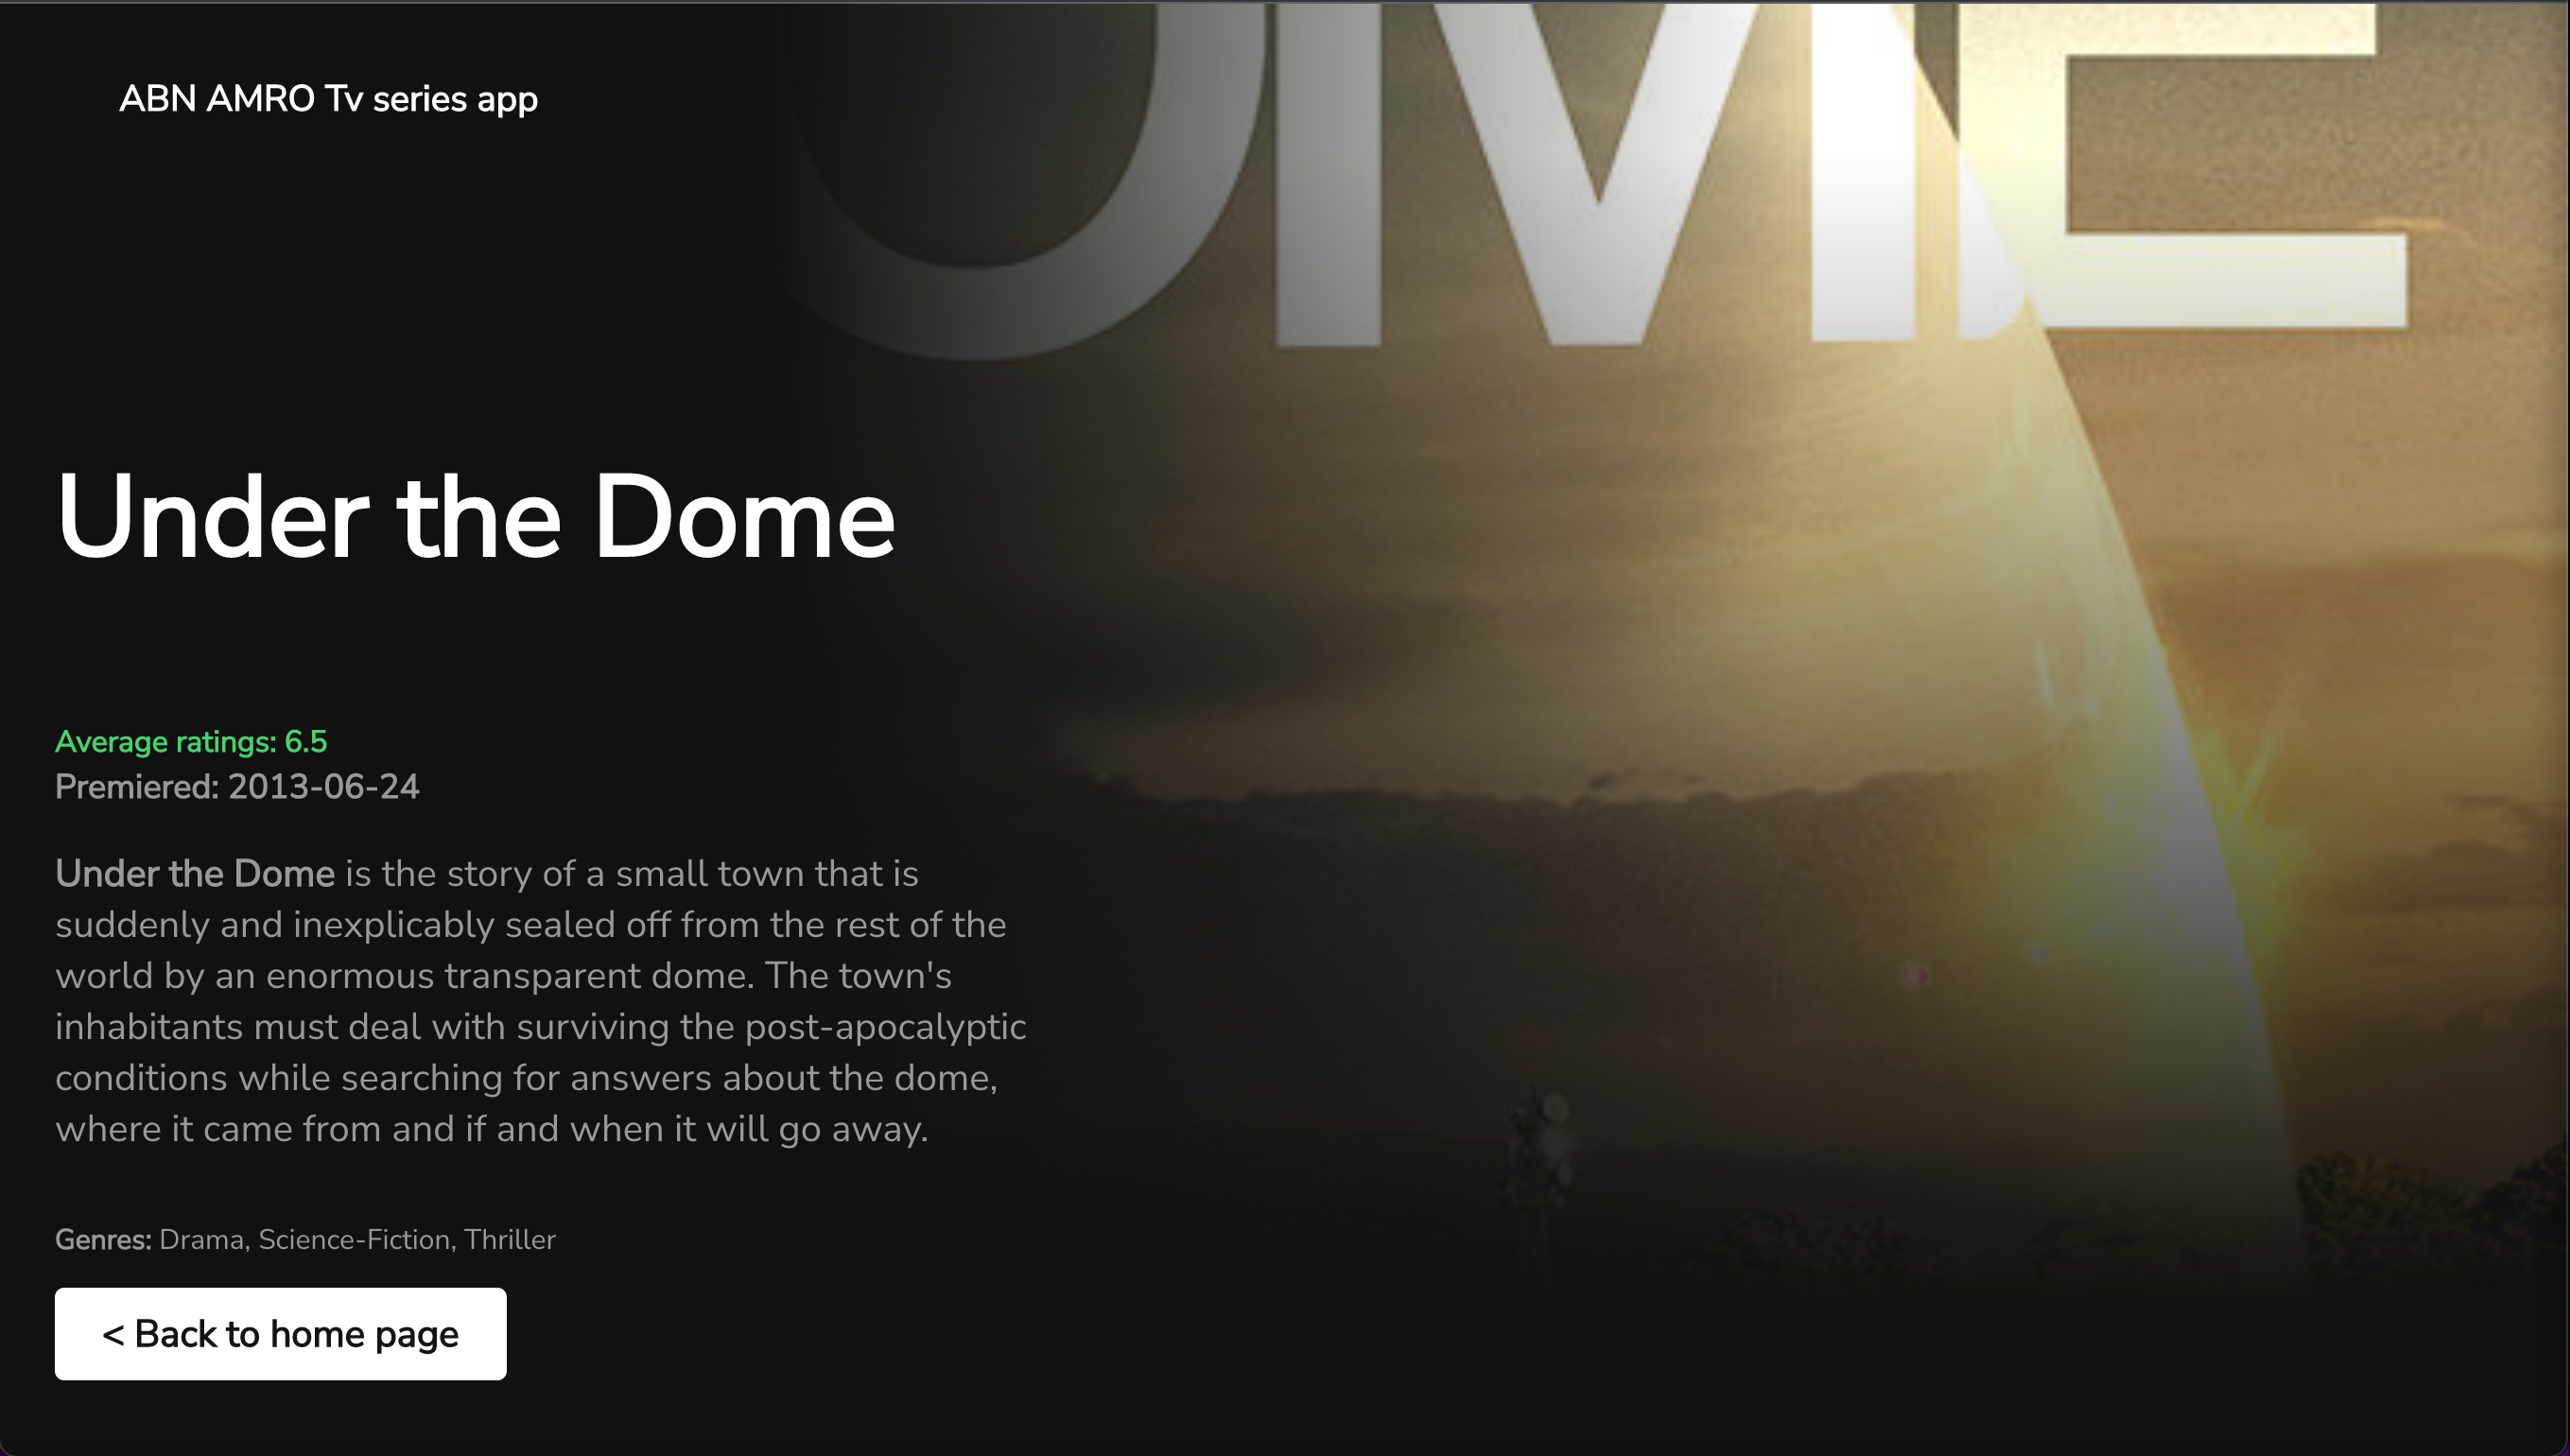 ABN AMRO Tv series app
OME
Under the Dome
Average ratings: 6.5
Premiered: 2013-06-24
Under the Dome is the story of a small town that is
suddenly and inexplicably sealed off from the rest of the
world by an enormous transparent dome. The town's
inhabitants must deal with surviving the post-apocalyptic
conditions while searching for answers about the dome,
where it came from and if and when it will go away.
Genres: Drama, Science-Fiction, Thriller
< Back to home page